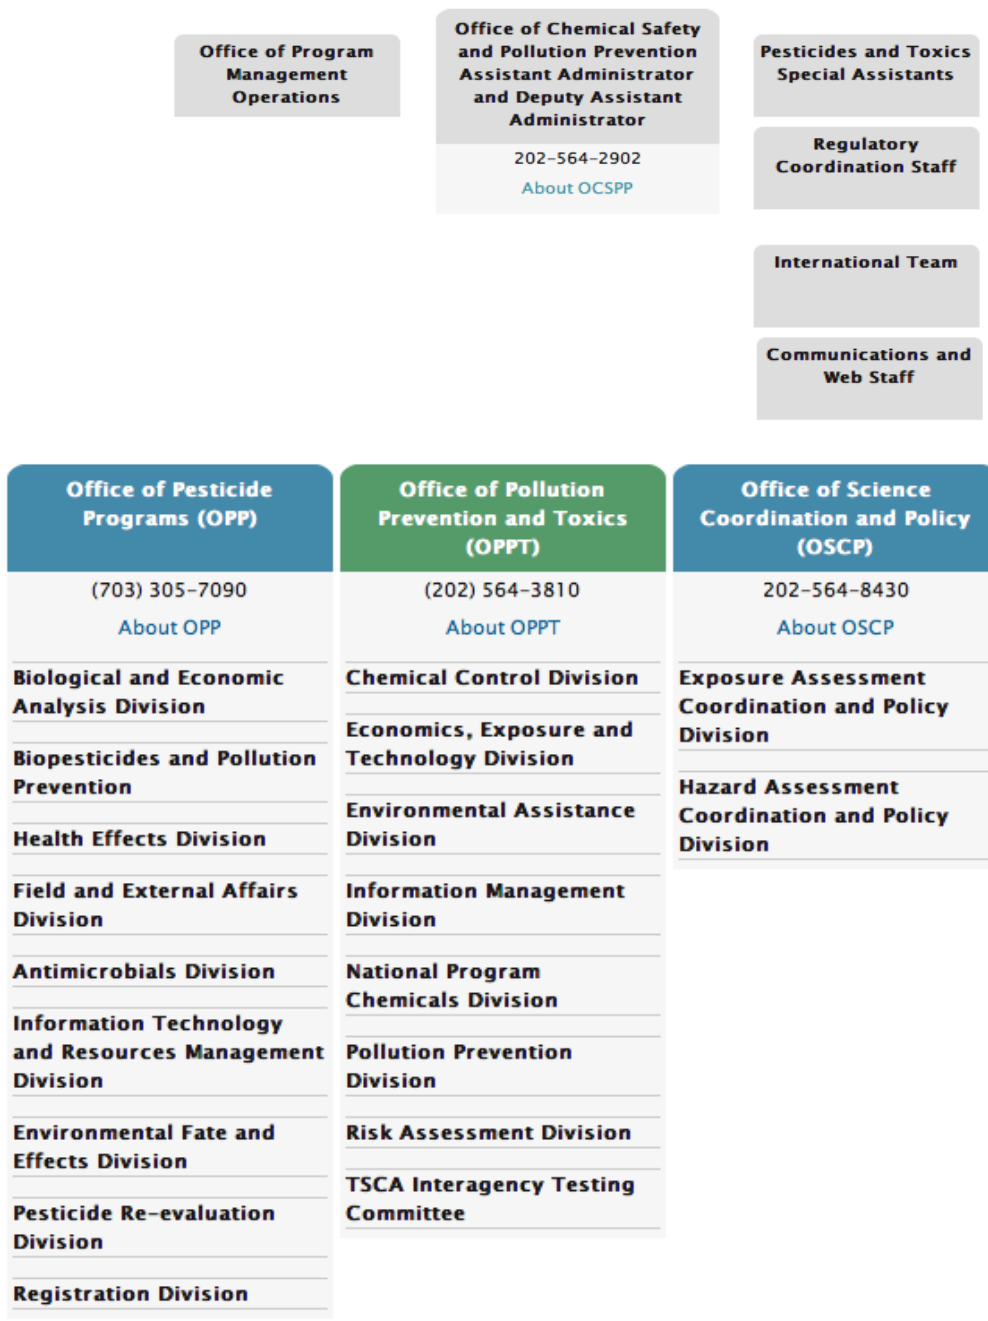 Office of Program
Management
Operations
Office of Chemical Safety
and Pollution Prevention
Assistant Administrator
and Deputy Assistant
Administrator
202-564-2902
About OCSPP
Pesticides and Toxics
Special Assistants
Regulatory
Coordination Staff
International Team
Communications and
Web Staff
Office of Pesticide
Programs (OPP)
(703) 305-7090
About OPP
Biological and Economic
Analysis Division
Biopesticides and Pollution
Prevention
Health Effects Division
Field and External Affairs
Division
Antimicrobials Division
Information Technology
and Resources Management
Division
Environmental Fate and
Effects Division
Pesticide Re-evaluation
Division
Registration Division
Office of Pollution
Prevention and Toxics
(OPPT)
(202) 564-3810
About OPPT
Chemical Control Division
Economics, Exposure and
Technology Division
Environmental Assistance
Division
Information Management
Division
National Program
Chemicals Division
Pollution Prevention
Division
Risk Assessment Division
TSCA Interagency Testing
Committee
Office of Science
Coordination and Policy
(OSCP)
202-564-8430
About OSCP
Exposure Assessment
Coordination and Policy
Division
Hazard Assessment
Coordination and Policy
Division